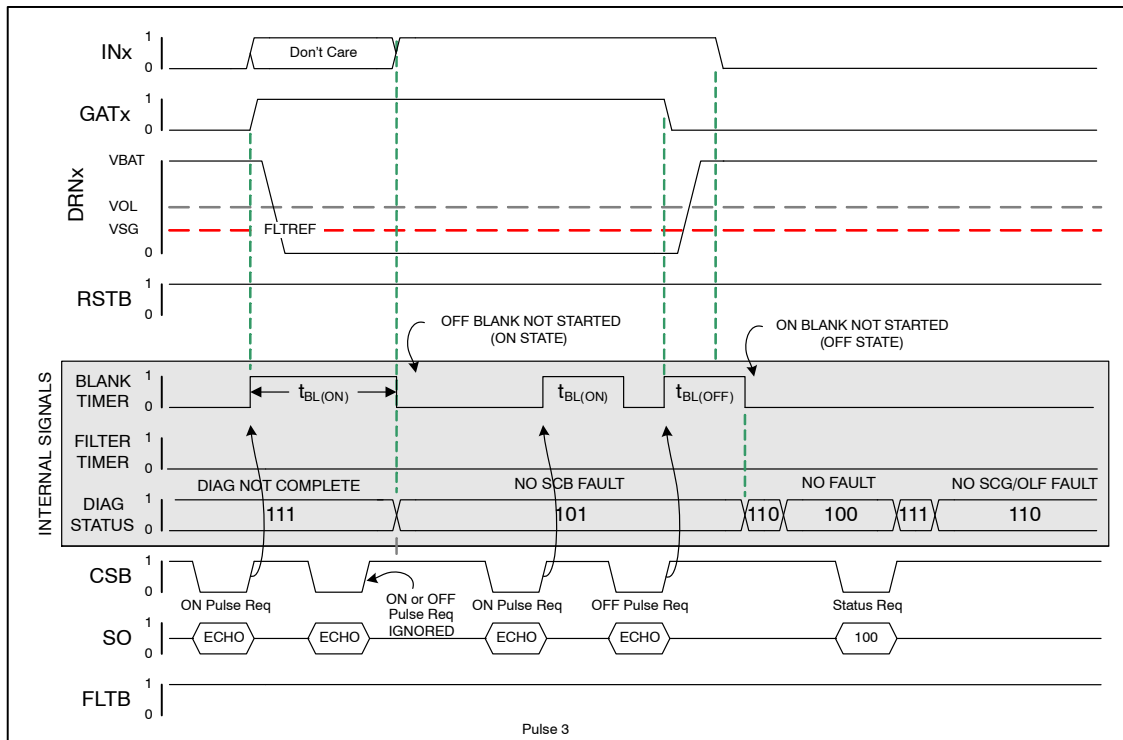 INx
1
0
Don't Care
GATx
1
0
DRNx
VBAT
VOL
VSG
FLTREF
RSTB
1
0
OFF BLANK NOT STARTED
(ON STATE)
ON BLANK NOT STARTED
(OFF STATE)
INTERNAL SIGNALS
BLANK
TIMER
1
0
tBL(ON)
tBL(ON)
tBL(OFF)
FILTER
TIMER
1
0
DIAG NOT COMPLETE
NO SCB FAULT
NO FAULT
NO SCG/OLF FAULT
DIAG
STATUS
1
0
111
101
110
100
111
110
CSB
1
0
ON Pulse Req
ON or OFF
Pulse Req
IGNORED
ON Pulse Req
OFF Pulse Req
Status Req
SO
1
0
ECHO
ECHO
ECHO
ECHO
100
FLTB
1
0
Pulse 3